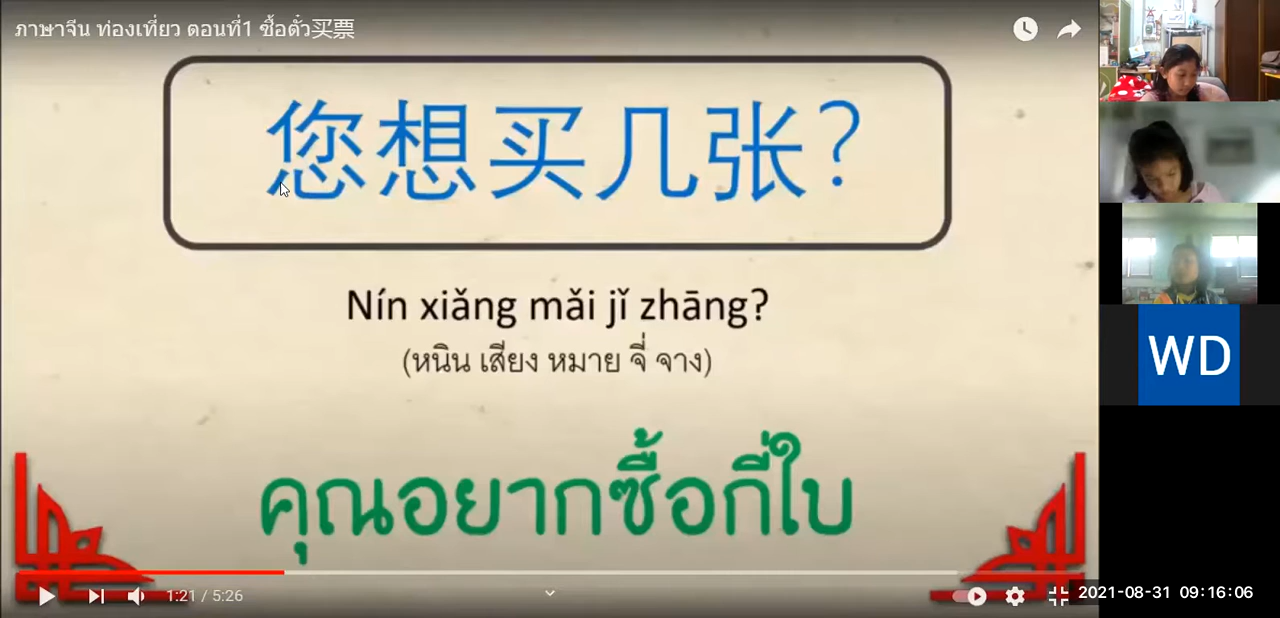 ภาษาจีน ท่องเที่ยว ตอนที่1 ซื้อตั๋ว买票
您想买几张?
Nín xiǎng mǎi jǐ zhāng?
(หนิน เสียง หมาย จี่ จาง)
คุณอยากซื้อกี่ใบ
WD
1:21 / 5:26
2021-08-31 09:16:06